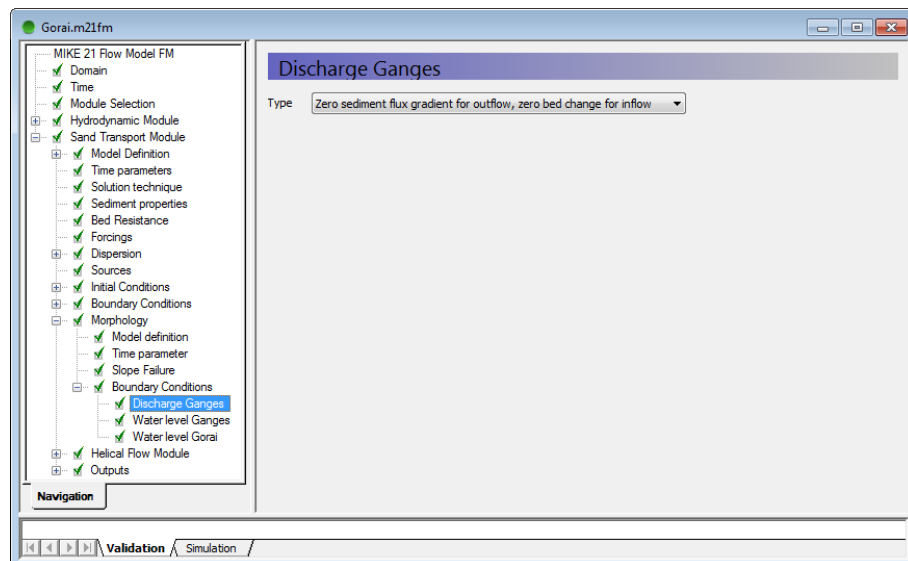 Gorai.m21fm
MIKE 21 Flow Model FM
Domain
Time
Module Selection
Hydrodynamic Module
Sand Transport Module
Model Definition
Time parameters
Solution technique
Sediment properties
Bed Resistance
Forcings
Dispersion
Sources
Initial Conditions
Boundary Conditions
Morphology
Model definition
Time parameter
Slope Failure
Boundary Conditions
Discharge Ganges
Water level Ganges
Water level Gorai
Helical Flow Module
Outputs
Navigation
Discharge Ganges
Type Zero sediment flux gradient for outflow, zero bed change for inflow
Validation Simulation